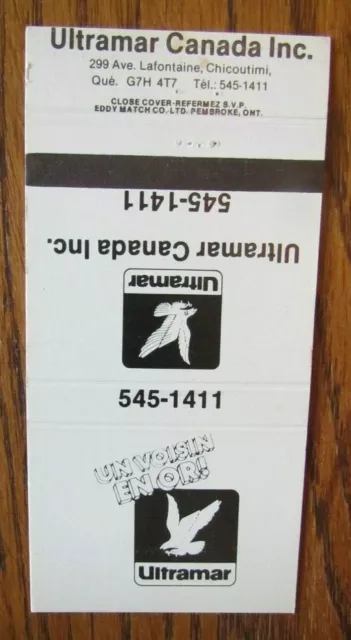 Ultramar Canada Inc.
299 Ave. Lafontaine, Chicoutimi,
Qué. G7H 4T7 Tél.: 545-1411
CLOSE COVER-REFERMEZ S.V.P.
EDDY MATCH CO. LTD. PEMBROKE, ONT.
545-1411
Ultramar Canada Inc.
Ultramar
545-1411
UN VOISIN
EN OR!
Ultramar